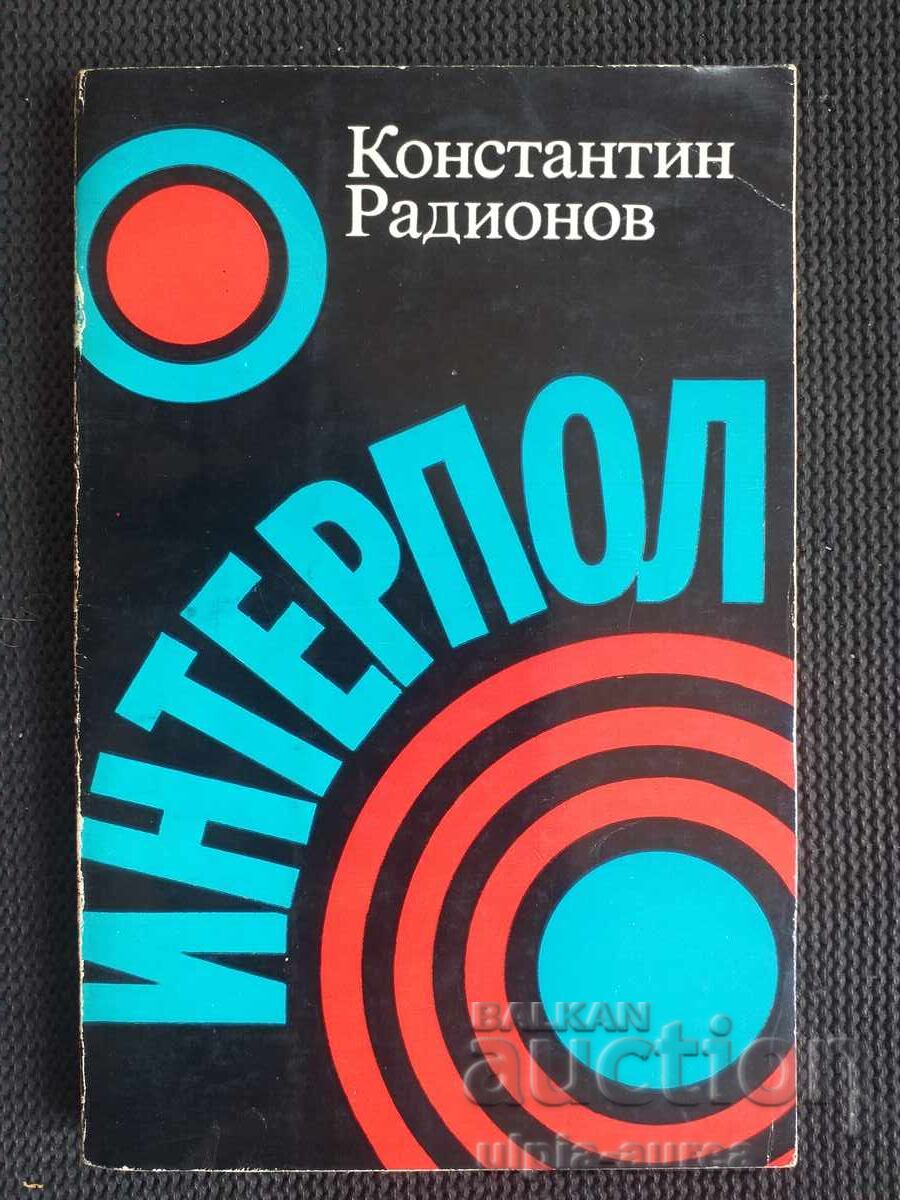 Константин
Радионов
ИНТЕРПОЛ
BALKAN
auction
ulpia-aurea